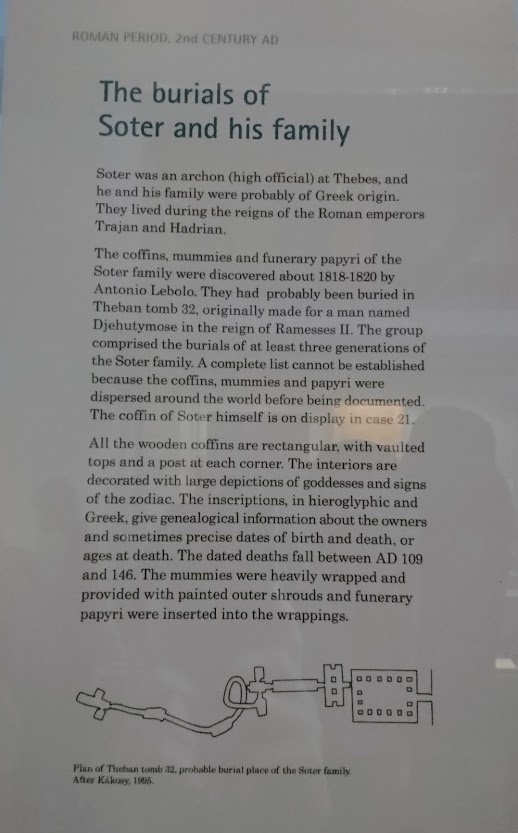 ROMAN PERIOD, 2nd CENTURY AD
The burials of
Soter and his family
Soter was an archon (high official) at Thebes, and
he and his family were probably of Greek origin.
They lived during the reigns of the Roman emperors
Trajan and Hadrian.
The coffins, mummies and funerary papyri of the
Soter family were discovered about 1818-1820 by
Antonio Lebolo. They had probably been buried in
Theban tomb 32, originally made for a man named
Djehutymose in the reign of Ramesses II. The group
comprised the burials of at least three generations of
the Soter family. A complete list cannot be established
because the coffins, mummies and papyri were
dispersed around the world before being documented.
The coffin of Soter himself is on display in case 21.
All the wooden coffins are rectangular, with vaulted
tops and a post at each corner. The interiors are
decorated with large depictions of goddesses and signs
of the zodiac. The inscriptions, in hieroglyphic and
Greek, give genealogical information about the owners
and sometimes precise dates of birth and death, or
ages at death. The dated deaths fall between AD 109
and 146. The mummies were heavily wrapped and
provided with painted outer shrouds and funerary
papyri were inserted into the wrappings.
Plan of Theban tomb 32, probable burial place of the Soter family.
After Kákosy, 1995.